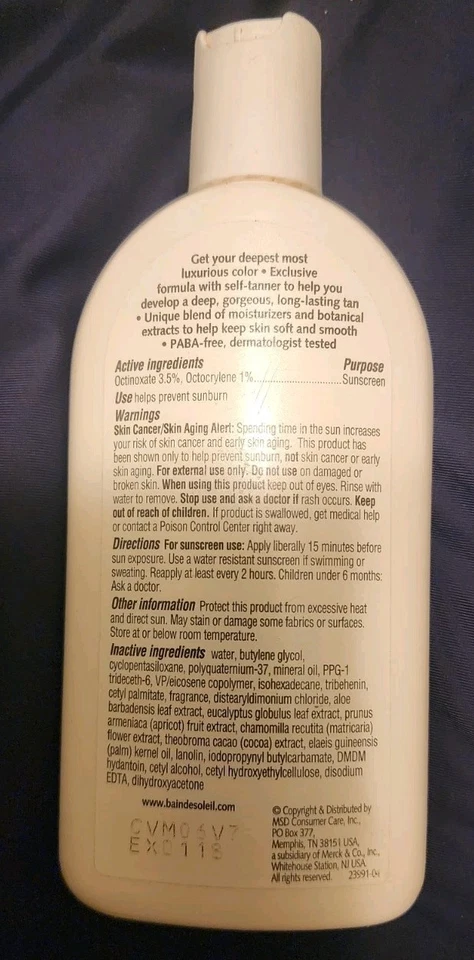 Get your deepest most
luxurious color • Exclusive
formula with self-tanner to help you
develop a deep, gorgeous, long-lasting tan
• Unique blend of moisturizers and botanical
extracts to help keep skin soft and smooth
• PABA-free, dermatologist tested
Active ingredients Purpose
Octinoxate 3.5%, Octocrylene 1%..............................Sunscreen
Use helps prevent sunburn
Warnings
Skin Cancer/Skin Aging Alert: Spending time in the sun increases
your risk of skin cancer and early skin aging. This product has
been shown only to help prevent sunburn, not skin cancer or early
skin aging. For external use only. Do not use on damaged or
broken skin. When using this product keep out of eyes. Rinse with
water to remove. Stop use and ask a doctor if rash occurs. Keep
out of reach of children. If product is swallowed, get medical help
or contact a Poison Control Center right away.
Directions For sunscreen use: Apply liberally 15 minutes before
sun exposure. Use a water resistant sunscreen if swimming or
sweating. Reapply at least every 2 hours. Children under 6 months:
Ask a doctor.
Other information Protect this product from excessive heat
and direct sun. May stain or damage some fabrics or surfaces.
Store at or below room temperature.
Inactive ingredients water, butylene glycol,
cyclopentasiloxane, polyquaternium-37, mineral oil, PPG-1
trideceth-6, VP/eicosene copolymer, isohexadecane, tribehenin,
cetyl palmitate, fragrance, distearyldimonium chloride, aloe
barbadensis leaf extract, eucalyptus globulus leaf extract, prunus
armeniaca (apricot) fruit extract, chamomilla recutita (matricaria)
flower extract, theobroma cacao (cocoa) extract, elaeis guineensis
(palm) kernel oil, lanolin, iodopropynyl butylcarbamate, DMDM
hydantoin, cetyl alcohol, cetyl hydroxyethylcellulose, disodium
EDTA, dihydroxyacetone
www.baindesoleil.com
CVM05V7
EX0118
© Copyright & Distributed by
MSD Consumer Care, Inc.,
PO Box 377,
Memphis, TN 38151 USA,
a subsidiary of Merck & Co., Inc.,
Whitehouse Station, NJ USA.
All rights reserved. 23591-04